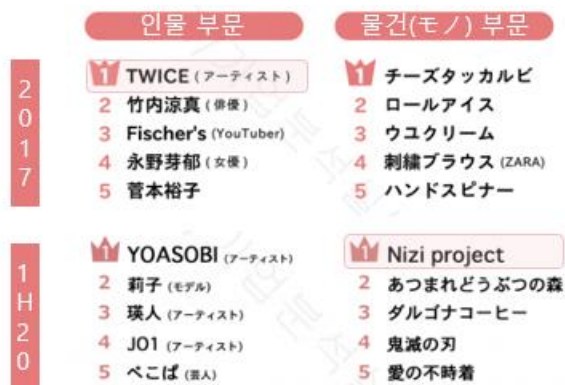 인물 부문
물건(モノ) 부문
2017
1 TWICE (アーティスト)
2 竹内涼真 (俳優)
3 Fischer's (YouTuber)
4 永野芽郁 (女優)
5 菅本裕子
1 チーズタッカルビ
2 ロールアイス
3 ウユクリーム
4 刺繍ブラウス (ZARA)
5 ハンドスピナー
1H20
1 YOASOBI (アーティスト)
2 莉子 (モデル)
3 瑛人 (アーティスト)
4 JO1 (アーティスト)
5 ぺこぱ (芸人)
1 Nizi project
2 あつまれどうぶつの森
3 ダルゴナコーヒー
4 鬼滅の刃
5 愛の不時着